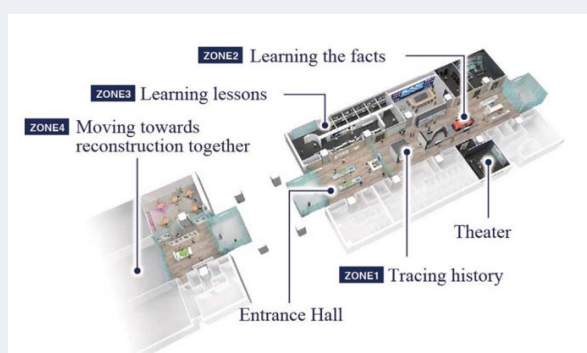 ZONE2 Learning the facts
ZONE3 Learning lessons
ZONE4 Moving towards
reconstruction together
Theater
ZONE1 Tracing history
Entrance Hall